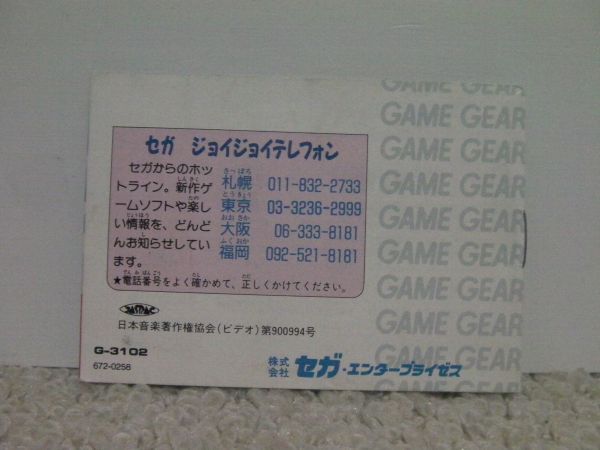 GAME GEAR
GAME GEAR
GAME GEAR
GAME GEAR
GAME GEAR
GAME GEAR
GAME GEAR
GAME GEAR
GAME GEAR
GAME GEAR
セガ ジョイジョイテレフォン
セガからのホッ
トライン。新作ゲ
ームソフトや楽し
い情報を、どんど
んお知らせしてい
ます。
札幌 011-832-2733
東京 03-3236-2999
大阪 06-333-8181
福岡 092-521-8181
★電話番号をよく確かめて、正しくかけてください。
JASRAC
日本音楽著作権協会(ビデオ)第900994号
G-3102
672-0258
株式会社 セガ・エンタープライゼス